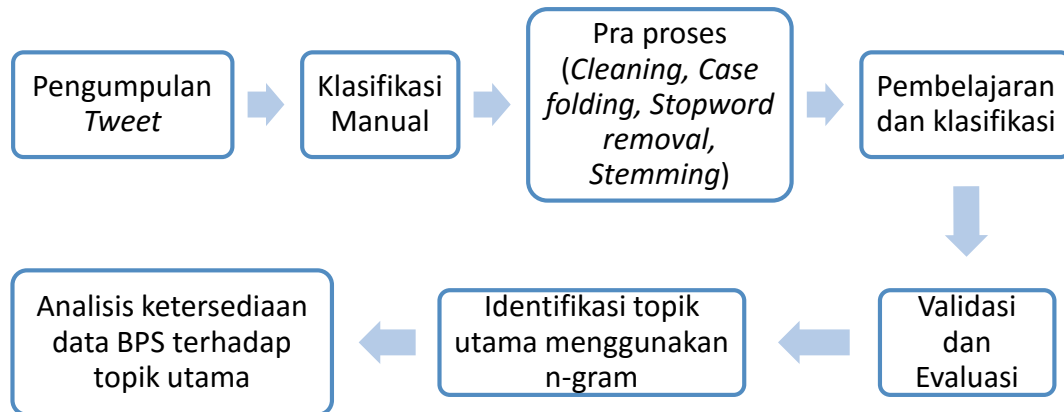 Pengumpulan
Tweet
Klasifikasi
Manual
Pra proses
(Cleaning, Case
folding, Stopword
removal,
Stemming)
Pembelajaran
dan klasifikasi
Validasi
dan
Evaluasi
Identifikasi topik
utama menggunakan
n-gram
Analisis ketersediaan
data BPS terhadap
topik utama